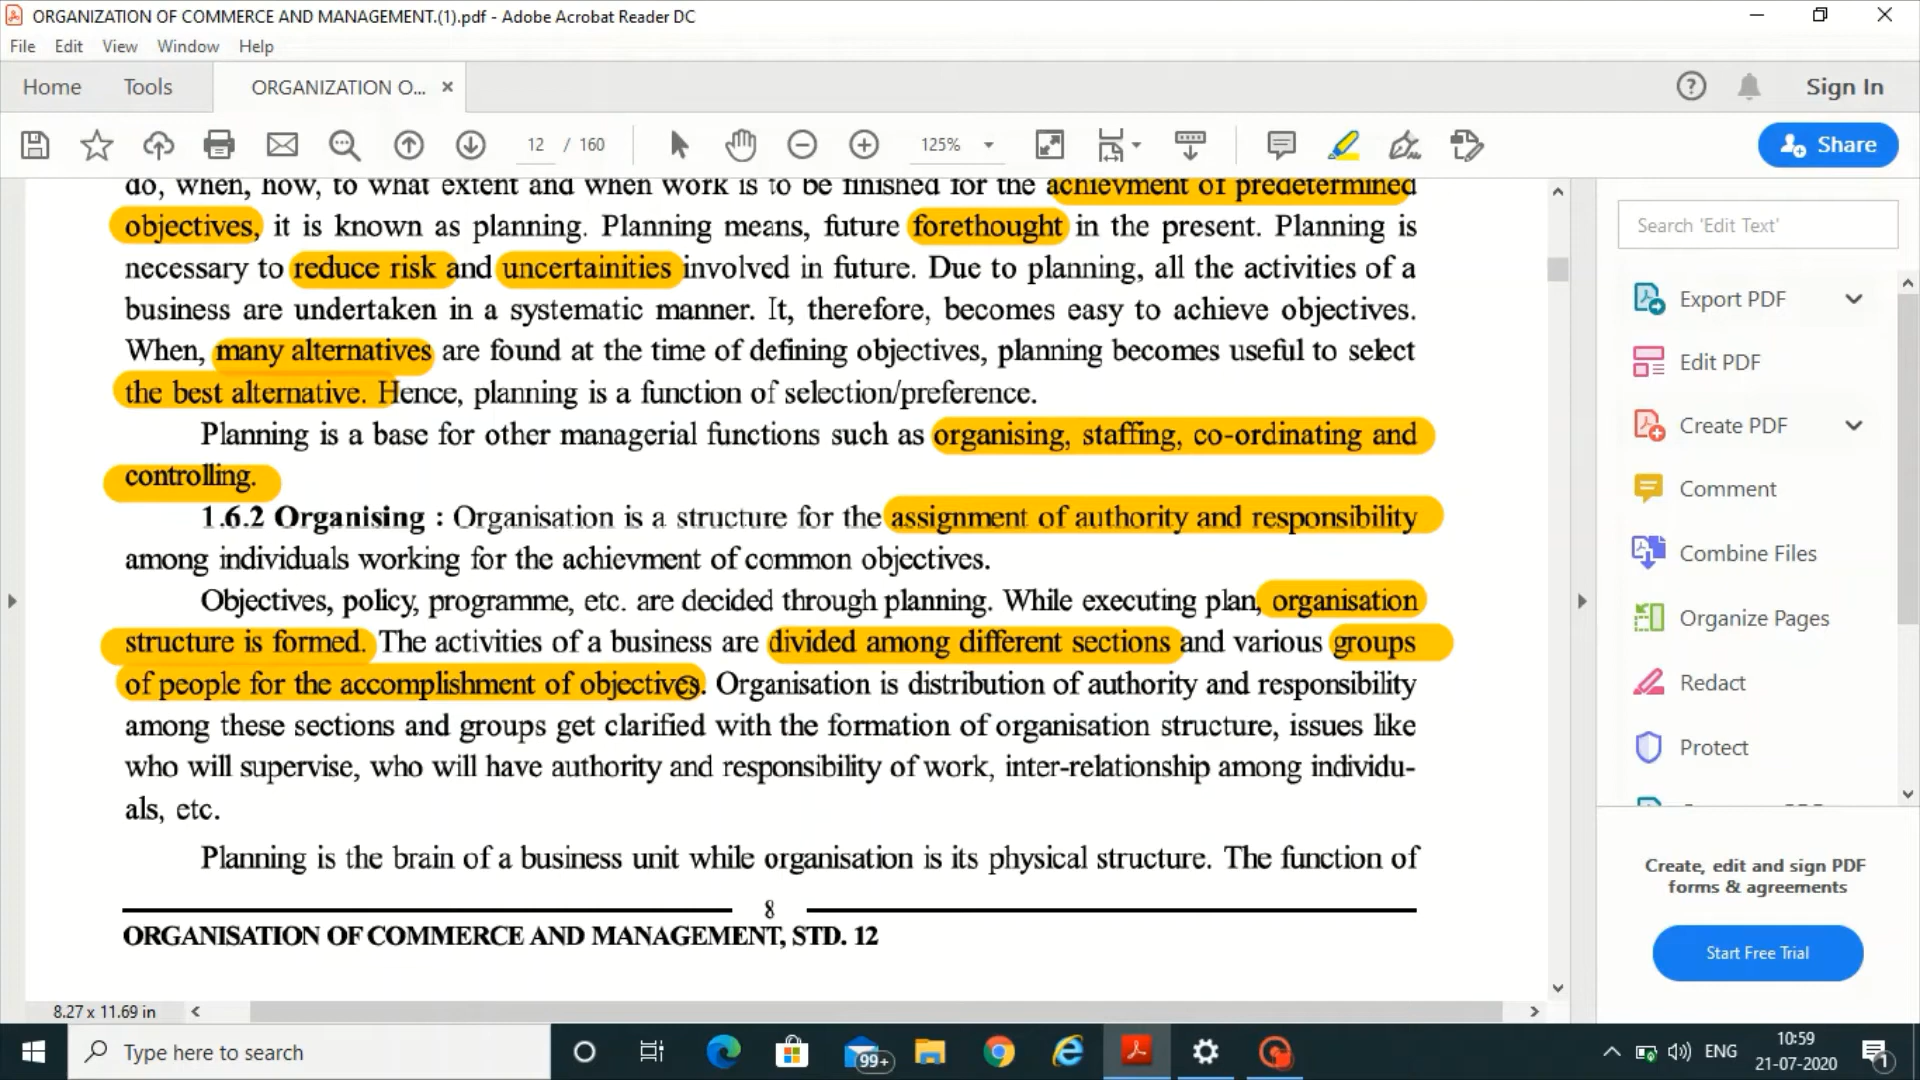 ORGANIZATION OF COMMERCE AND MANAGEMENT.(1).pdf - Adobe Acrobat Reader DC
File Edit View Window Help
Home Tools ORGANIZATION O... × Sign In
12 / 160 125% Share
do, when, how, to what extent and when work is to be finished for the achievment of predetermined
objectives, it is known as planning. Planning means, future forethought in the present. Planning is
necessary to reduce risk and uncertainities involved in future. Due to planning, all the activities of a
business are undertaken in a systematic manner. It, therefore, becomes easy to achieve objectives.
When, many alternatives are found at the time of defining objectives, planning becomes useful to select
the best alternative. Hence, planning is a function of selection/preference.
Planning is a base for other managerial functions such as organising, staffing, co-ordinating and
controlling.
1.6.2 Organising : Organisation is a structure for the assignment of authority and responsibility
among individuals working for the achievment of common objectives.
Objectives, policy, programme, etc. are decided through planning. While executing plan, organisation
structure is formed. The activities of a business are divided among different sections and various groups
of people for the accomplishment of objectives. Organisation is distribution of authority and responsibility
among these sections and groups get clarified with the formation of organisation structure, issues like
who will supervise, who will have authority and responsibility of work, inter-relationship among individu-
als, etc.
Planning is the brain of a business unit while organisation is its physical structure. The function of
8
ORGANISATION OF COMMERCE AND MANAGEMENT, STD. 12
8.27 x 11.69 in
Search 'Edit Text'
Export PDF
Edit PDF
Create PDF
Comment
Combine Files
Organize Pages
Redact
Protect
Create, edit and sign PDF
forms & agreements
Start Free Trial
Type here to search
99+
ENG
10:59
21-07-2020
1